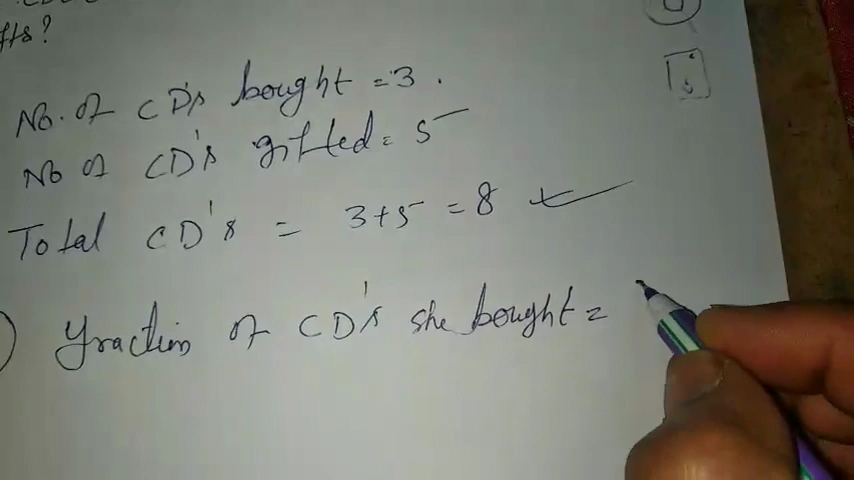 fts?
No. of CD's bought = 3.
No of CD's gifted = 5
Total CD's = 3+5 = 8
) fraction of CD's she bought =